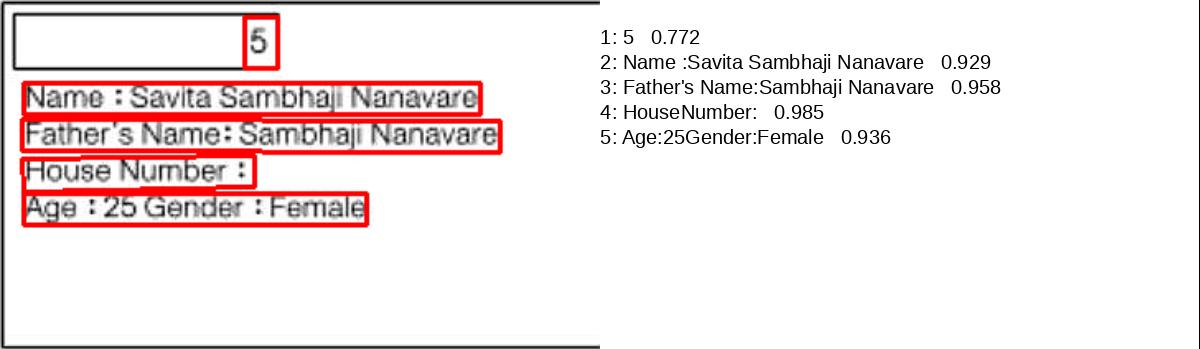 5
Name : Savita Sambhaji Nanavare
Father's Name: Sambhaji Nanavare
House Number :
Age : 25 Gender : Female
1: 5 0.772
2: Name :Savita Sambhaji Nanavare 0.929
3: Father's Name:Sambhaji Nanavare 0.958
4: HouseNumber: 0.985
5: Age:25Gender:Female 0.936